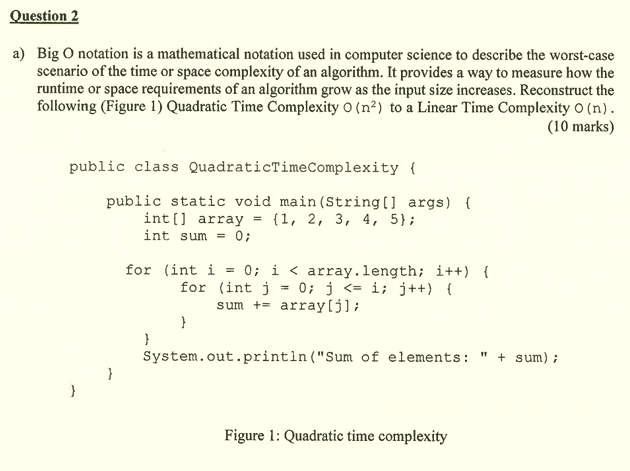 Question 2
a) Big O notation is a mathematical notation used in computer science to describe the worst-case
scenario of the time or space complexity of an algorithm. It provides a way to measure how the
runtime or space requirements of an algorithm grow as the input size increases. Reconstruct the
following (Figure 1) Quadratic Time Complexity O (n²) to a Linear Time Complexity O (n).
(10 marks)
public class QuadraticTimeComplexity {
public static void main(String[] args) {
int[] array = {1, 2, 3, 4, 5};
int sum = 0;
for (int i = 0; i < array.length; i++) {
for (int j = 0; j <= i; j++) {
sum += array[j];
}
}
System.out.println("Sum of elements: " + sum);
}
}
Figure 1: Quadratic time complexity